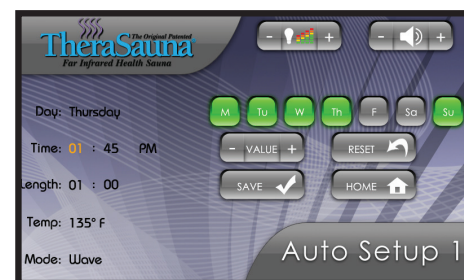 TheraSauna The Original Patented
Far Infrared Health Sauna
- +
- +
Day: Thursday
M Tu W Th F Sa Su
Time: 01 : 45 PM
- VALUE +
RESET
Length: 01 : 00
SAVE
HOME
Temp: 135° F
Mode: Wave
Auto Setup 1